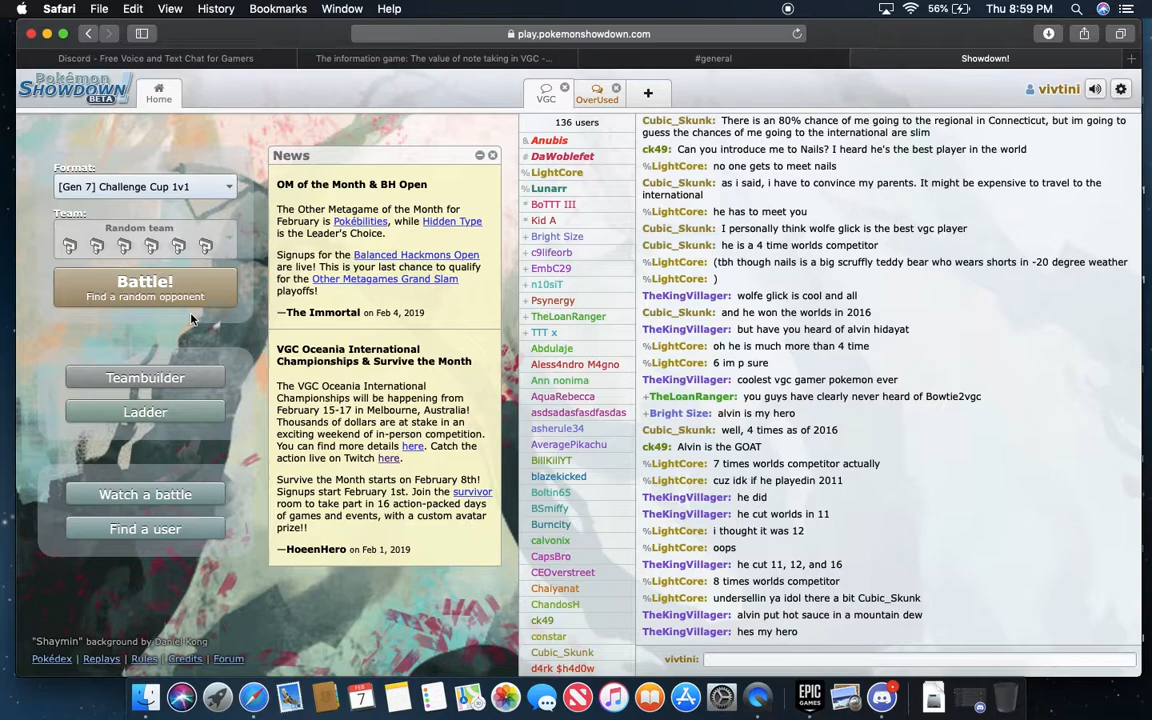 Safari File Edit View History Bookmarks Window Help
56% Thu 8:59 PM
play.pokemonshowdown.com
Discord - Free Voice and Text Chat for Gamers
The information game: The value of note taking in VGC -...
#general
Showdown!
Pokémon
SHOWDOWN!
BETA
Home
VGC
OverUsed
vivtini
Format:
[Gen 7] Challenge Cup 1v1
Team:
Random team
Battle!
Find a random opponent
Teambuilder
Ladder
Watch a battle
Find a user
"Shaymin" background by Daniel Kong
Pokédex | Replays | Rules | Credits | Forum
News
OM of the Month & BH Open
The Other Metagame of the Month for
February is Pokébilities, while Hidden Type
is the Leader's Choice.
Signups for the Balanced Hackmons Open
are live! This is your last chance to qualify
for the Other Metagames Grand Slam
playoffs!
—The Immortal on Feb 4, 2019
VGC Oceania International
Championships & Survive the Month
The VGC Oceania International
Championships will be happening from
February 15-17 in Melbourne, Australia!
Thousands of dollars are at stake in an
exciting weekend of in-person competition.
You can find more details here. Catch the
action live on Twitch here.
Survive the Month starts on February 8th!
Signups start February 1st. Join the survivor
room to take part in 16 action-packed days
of games and events, with a custom avatar
prize!!
—HoeenHero on Feb 1, 2019
136 users
& Anubis
# DaWoblefet
% LightCore
% Lunarr
* BoTTT III
* Kid A
+ Bright Size
+ c9lifeorb
+ EmbC29
+ n10siT
+ Psynergy
+ TheLoanRanger
+ TTT x
Abdulaje
Aless4ndro M4gno
Ann nonima
AquaRebecca
asdsadasfasdfasdas
asherule34
AveragePikachu
BillKillYT
blazekicked
Boltin65
BSmiffy
Burncity
calvonix
CapsBro
CEOverstreet
Chaiyanat
ChandosH
ck49
constar
Cubic_Skunk
d4rk $h4d0w
Cubic_Skunk: There is an 80% chance of me going to the regional in Connecticut, but im going to
guess the chances of me going to the international are slim
ck49: Can you introduce me to Nails? I heard he's the best player in the world
%LightCore: no one gets to meet nails
Cubic_Skunk: as i said, i have to convince my parents. It might be expensive to travel to the
international
%LightCore: he has to meet you
Cubic_Skunk: I personally think wolfe glick is the best vgc player
Cubic_Skunk: he is a 4 time worlds competitor
%LightCore: (tbh though nails is a big scruffy teddy bear who wears shorts in -20 degree weather
%LightCore: )
TheKingVillager: wolfe glick is cool and all
Cubic_Skunk: and he won the worlds in 2016
TheKingVillager: but have you heard of alvin hidayat
%LightCore: oh he is much more than 4 time
%LightCore: 6 im p sure
TheKingVillager: coolest vgc gamer pokemon ever
+TheLoanRanger: you guys have clearly never heard of Bowtie2vgc
+Bright Size: alvin is my hero
Cubic_Skunk: well, 4 times as of 2016
ck49: Alvin is the GOAT
%LightCore: 7 times worlds competitor actually
%LightCore: cuz idk if he playedin 2011
TheKingVillager: he did
TheKingVillager: he cut worlds in 11
%LightCore: i thought it was 12
%LightCore: oops
TheKingVillager: he cut 11, 12, and 16
%LightCore: 8 times worlds competitor
%LightCore: undersellin ya idol there a bit Cubic_Skunk
TheKingVillager: alvin put hot sauce in a mountain dew
TheKingVillager: hes my hero
vivtini:
FEB
7
EPIC
GAMES